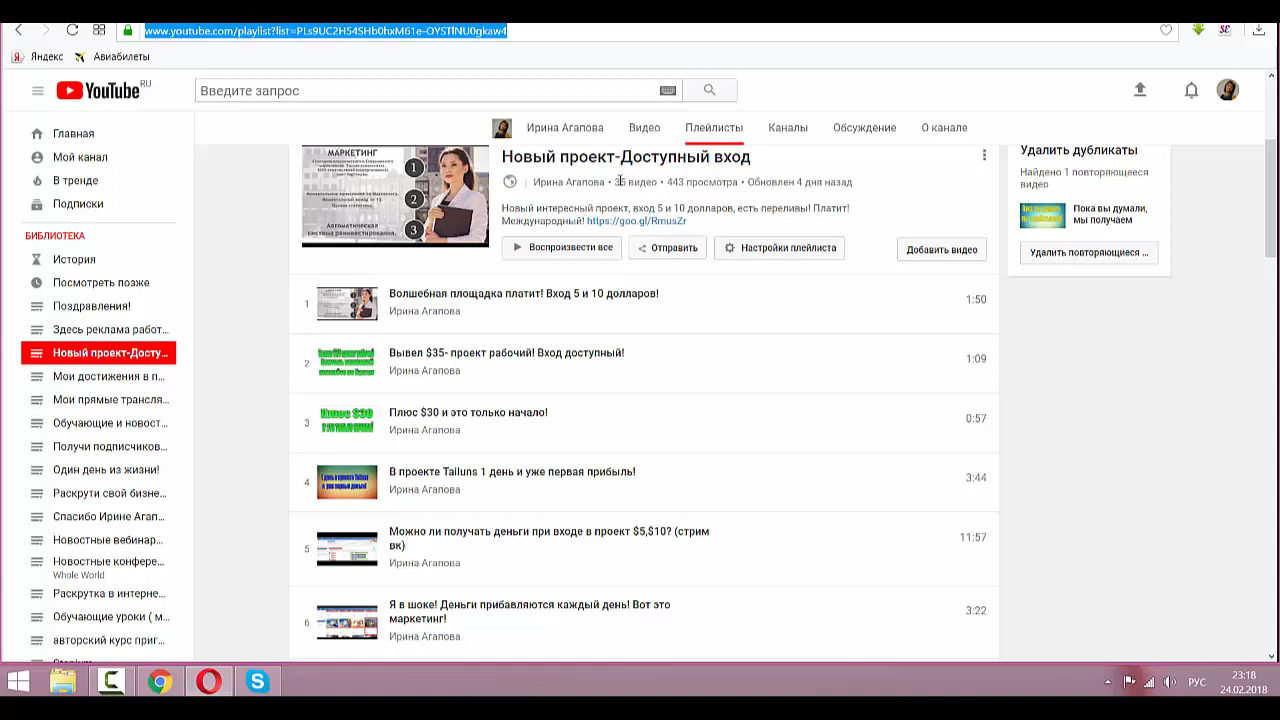 www.youtube.com/playlist?list=PLs9UC2H54SHb0hxM61e-OYSTlNU0gkaw4
Яндекс
Авиабилеты
YouTube RU
Введите запрос
Ирина Агапова
Видео
Плейлисты
Каналы
Обсуждение
О канале
Главная
Мой канал
В тренде
Подписки
БИБЛИОТЕКА
История
Посмотреть позже
Поздравления!
Здесь реклама работ...
Новый проект-Досту...
Мои достижения в п...
Мои прямые трансля...
Обучающие и новост...
Получи подписчиков...
Один день из жизни!
Раскрути свой бизне...
Спасибо Ирине Агап...
Новостные вебинар...
Новостные конфере...
Whole World
Раскрутка в интерне...
Обучающие уроки ( м...
авторский курс приг...
МАРКЕТИНГ
1
2
3
Автоматическая
система реинвестирования.
Новый проект-Доступный вход
Ирина Агапова • 35 видео • 443 просмотра • Обновлен 4 дня назад
Новый интересный проект, вход 5 и 10 долларов, есть переливы! Платит!
Международный! https://goo.gl/RmusZr
Воспроизвести все
Отправить
Настройки плейлиста
Добавить видео
1
Волшебная площадка платит! Вход 5 и 10 долларов!
Ирина Агапова
1:50
2
Вывел $35- проект рабочий! Вход доступный!
Ирина Агапова
1:09
3
Плюс $30
Плюс $30 и это только начало!
Ирина Агапова
0:57
4
В проекте Tailuns 1 день и уже первая прибыль!
Ирина Агапова
3:44
5
Можно ли получать деньги при входе в проект $5,$10? (стрим
вк)
Ирина Агапова
11:57
6
Я в шоке! Деньги прибавляются каждый день! Вот это
маркетинг!
Ирина Агапова
3:22
Удалить дубликаты
Найдено 1 повторяющееся
видео
Пока вы думали,
мы получаем
Удалить повторяющиеся ...
РУС
23:18
24.02.2018